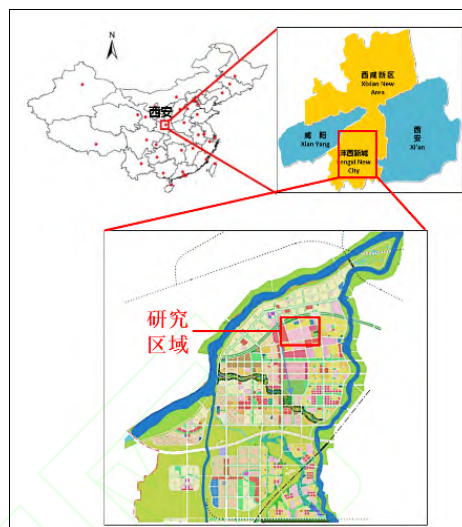 N
西安
西咸新区
Xixian New
Area
咸 阳
Xian Yang
西
安
Xi'an
沣西新城
Fengxi New
City
研究
区域